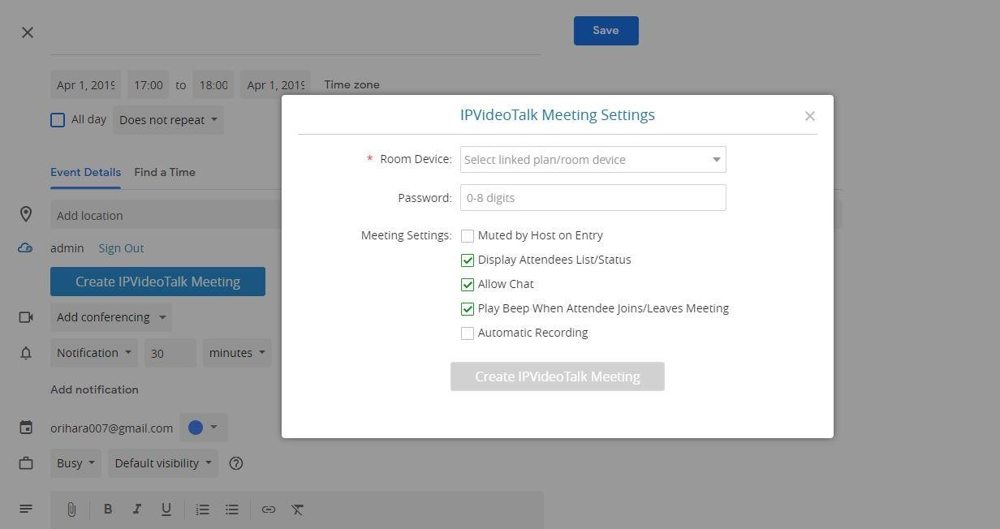 Save
Apr 1, 2019 17:00 to 18:00 Apr 1, 2019 Time zone
All day Does not repeat
Event Details Find a Time
Add location
admin Sign Out
Create IPVideoTalk Meeting
Add conferencing
Notification 30 minutes
Add notification
orihara007@gmail.com
Busy Default visibility ?
B I U
IPVideoTalk Meeting Settings
* Room Device: Select linked plan/room device
Password: 0-8 digits
Meeting Settings: Muted by Host on Entry
Display Attendees List/Status
Allow Chat
Play Beep When Attendee Joins/Leaves Meeting
Automatic Recording
Create IPVideoTalk Meeting